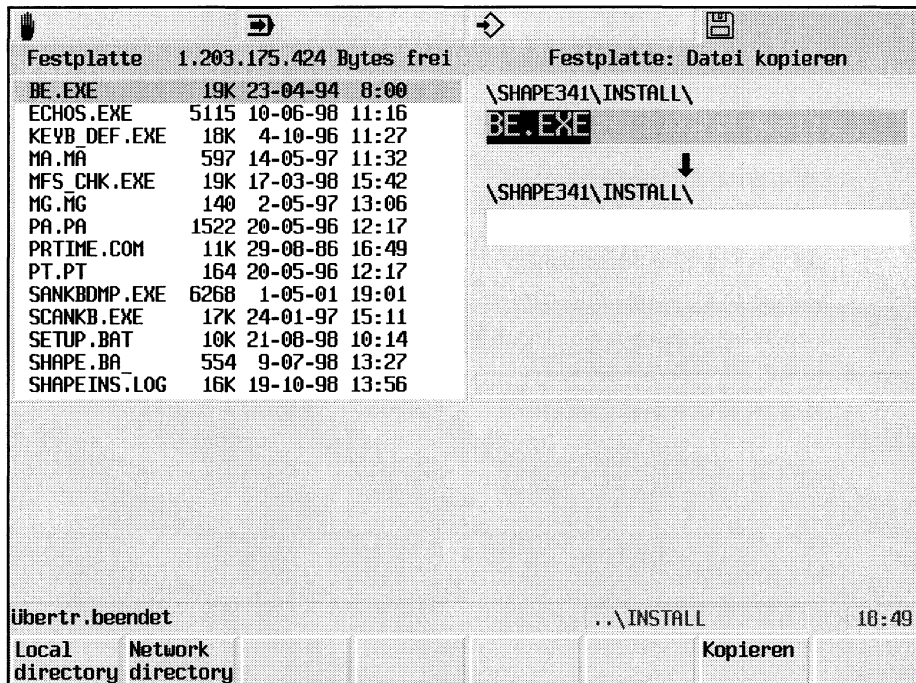 Festplatte 1.203.175.424 Bytes frei
Festplatte: Datei kopieren
BE.EXE 19K 23-04-94 8:00
ECHOS.EXE 5115 10-06-98 11:16
KEYB_DEF.EXE 18K 4-10-96 11:27
MA.MA 597 14-05-97 11:32
MFS_CHK.EXE 19K 17-03-98 15:42
MG.MG 140 2-05-97 13:06
PA.PA 1522 20-05-96 12:17
PRTIME.COM 11K 29-08-86 16:49
PT.PT 164 20-05-96 12:17
SANKBDMP.EXE 6268 1-05-01 19:01
SCANKB.EXE 17K 24-01-97 15:11
SETUP.BAT 10K 21-08-98 10:14
SHAPE.BA_ 554 9-07-98 13:27
SHAPEINS.LOG 16K 19-10-98 13:56
\SHAPE341\INSTALL\
BE.EXE
\SHAPE341\INSTALL\
übertr.beendet
..\INSTALL
18:49
Local directory
Network directory
Kopieren